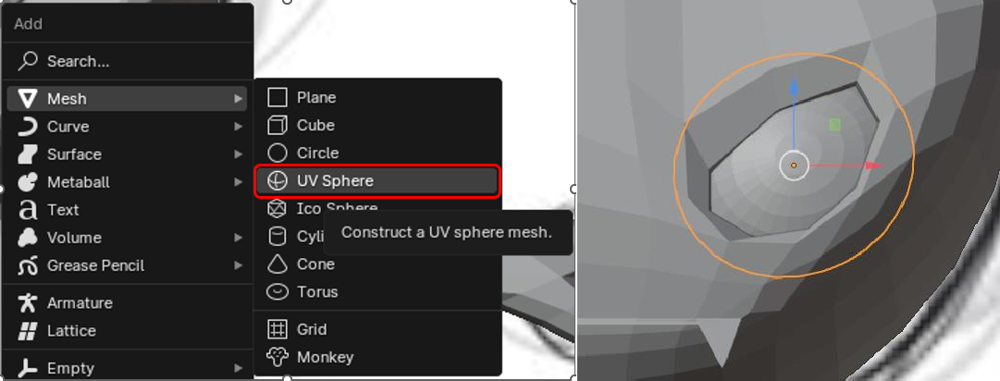 Add
Search...
Mesh
Curve
Surface
Metaball
Text
Volume
Grease Pencil
Armature
Lattice
Empty
Plane
Cube
Circle
UV Sphere
Ico Sphere
Cyli
Construct a UV sphere mesh.
Cone
Torus
Grid
Monkey